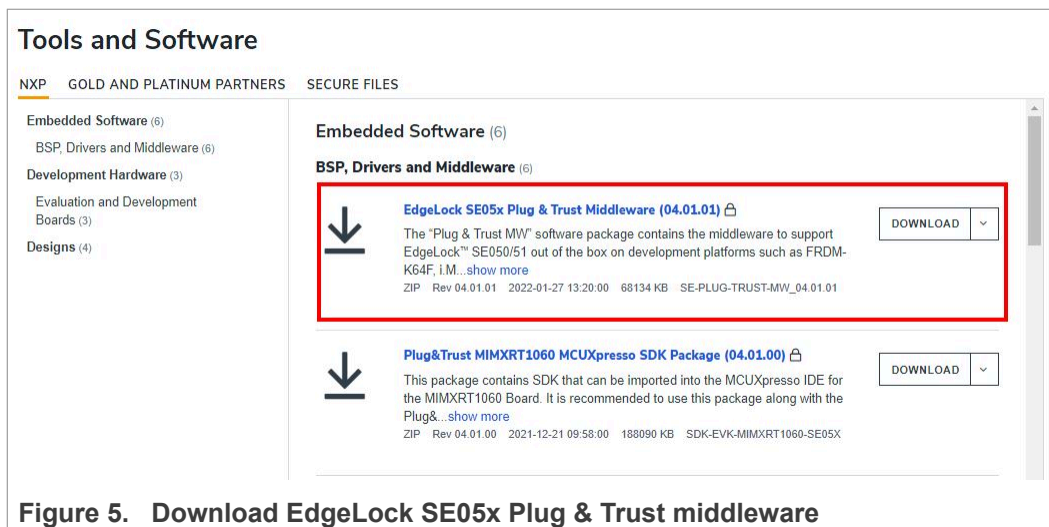 Tools and Software
NXP GOLD AND PLATINUM PARTNERS SECURE FILES
Embedded Software (6)
BSP, Drivers and Middleware (6)
Development Hardware (3)
Evaluation and Development
Boards (3)
Designs (4)
Embedded Software (6)
BSP, Drivers and Middleware (6)
EdgeLock SE05x Plug & Trust Middleware (04.01.01)
DOWNLOAD
The “Plug & Trust MW” software package contains the middleware to support
EdgeLock™ SE050/51 out of the box on development platforms such as FRDM-
K64F, i.M...show more
ZIP Rev 04.01.01 2022-01-27 13:20:00 68134 KB SE-PLUG-TRUST-MW_04.01.01
Plug&Trust MIMXRT1060 MCUXpresso SDK Package (04.01.00)
DOWNLOAD
This package contains SDK that can be imported into the MCUXpresso IDE for
the MIMXRT1060 Board. It is recommended to use this package along with the
Plug&...show more
ZIP Rev 04.01.00 2021-12-21 09:58:00 188090 KB SDK-EVK-MIMXRT1060-SE05X
Figure 5. Download EdgeLock SE05x Plug & Trust middleware